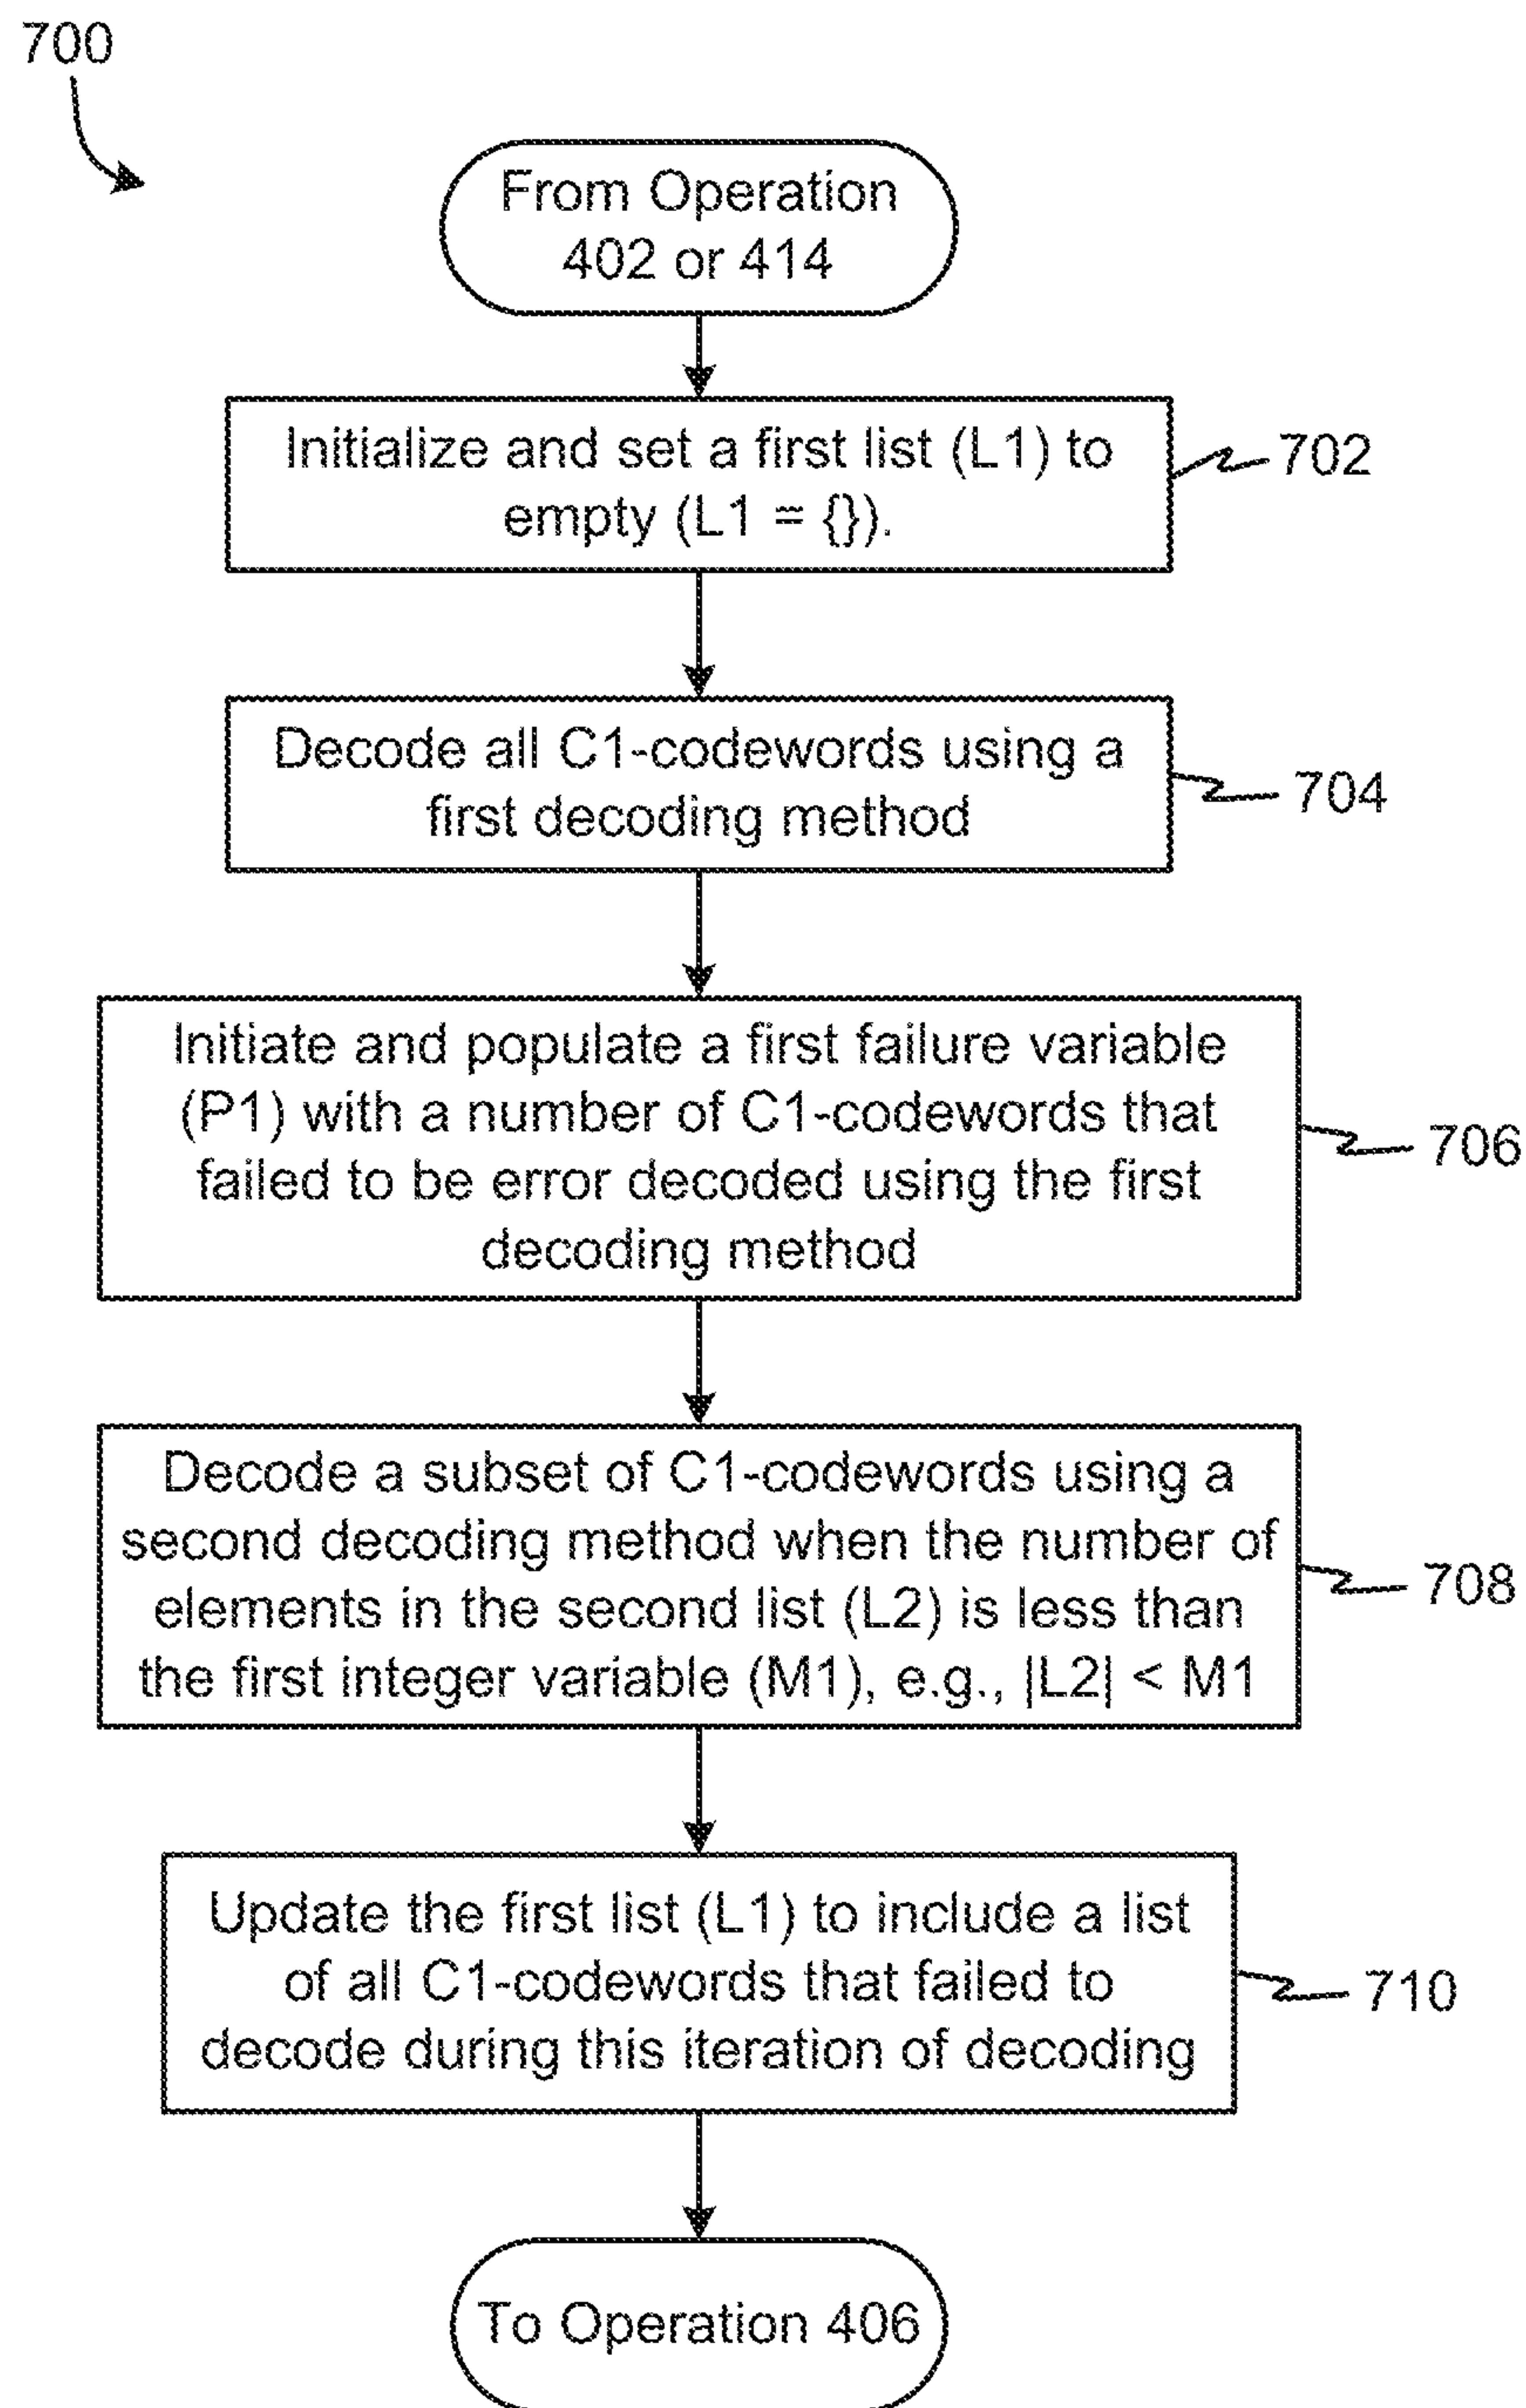 700
From Operation
402 or 414
Initialize and set a first list (L1) to
empty (L1 = {}).
702
Decode all C1-codewords using a
first decoding method
704
Initiate and populate a first failure variable
(P1) with a number of C1-codewords that
failed to be error decoded using the first
decoding method
706
Decode a subset of C1-codewords using a
second decoding method when the number of
elements in the second list (L2) is less than
the first integer variable (M1), e.g., |L2| < M1
708
Update the first list (L1) to include a list
of all C1-codewords that failed to
decode during this iteration of decoding
710
To Operation 406